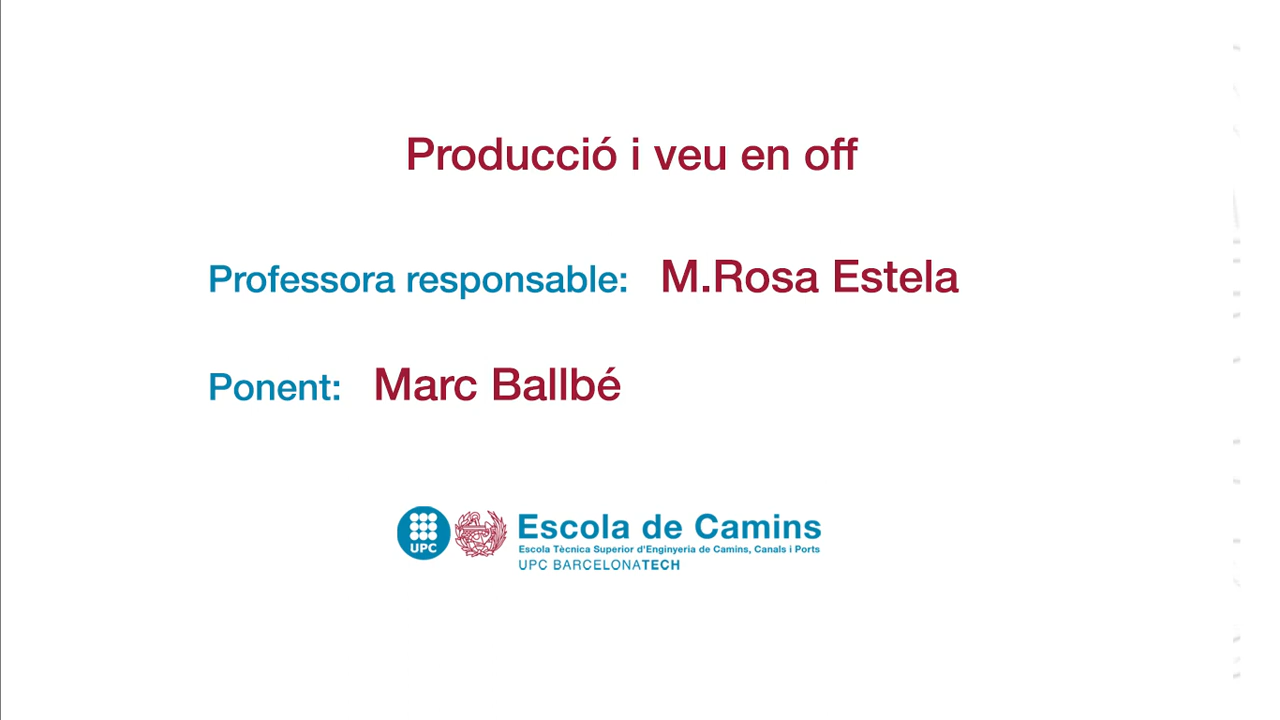 Producció i veu en off
Professora responsable: M.Rosa Estela
Ponent: Marc Ballbé
UPC
Escola de Camins
Escola Tècnica Superior d'Enginyeria de Camins, Canals i Ports
UPC BARCELONATECH